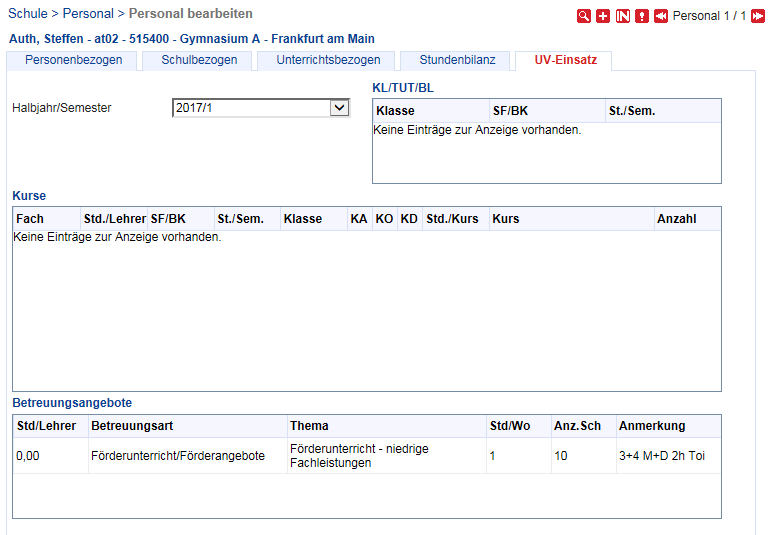 Schule > Personal > Personal bearbeiten
Personal 1 / 1
Auth, Steffen - at02 - 515400 - Gymnasium A - Frankfurt am Main
Personenbezogen Schulbezogen Unterrichtsbezogen Stundenbilanz UV-Einsatz
KL/TUT/BL
Halbjahr/Semester 2017/1
Klasse SF/BK St./Sem.
Keine Einträge zur Anzeige vorhanden.
Kurse
Fach Std./Lehrer SF/BK St./Sem. Klasse KA KO KD Std./Kurs Kurs Anzahl
Keine Einträge zur Anzeige vorhanden.
Betreuungsangebote
Std/Lehrer Betreuungsart Thema Std/Wo Anz.Sch Anmerkung
0,00 Förderunterricht/Förderangebote Förderunterricht - niedrige Fachleistungen 1 10 3+4 M+D 2h Toi